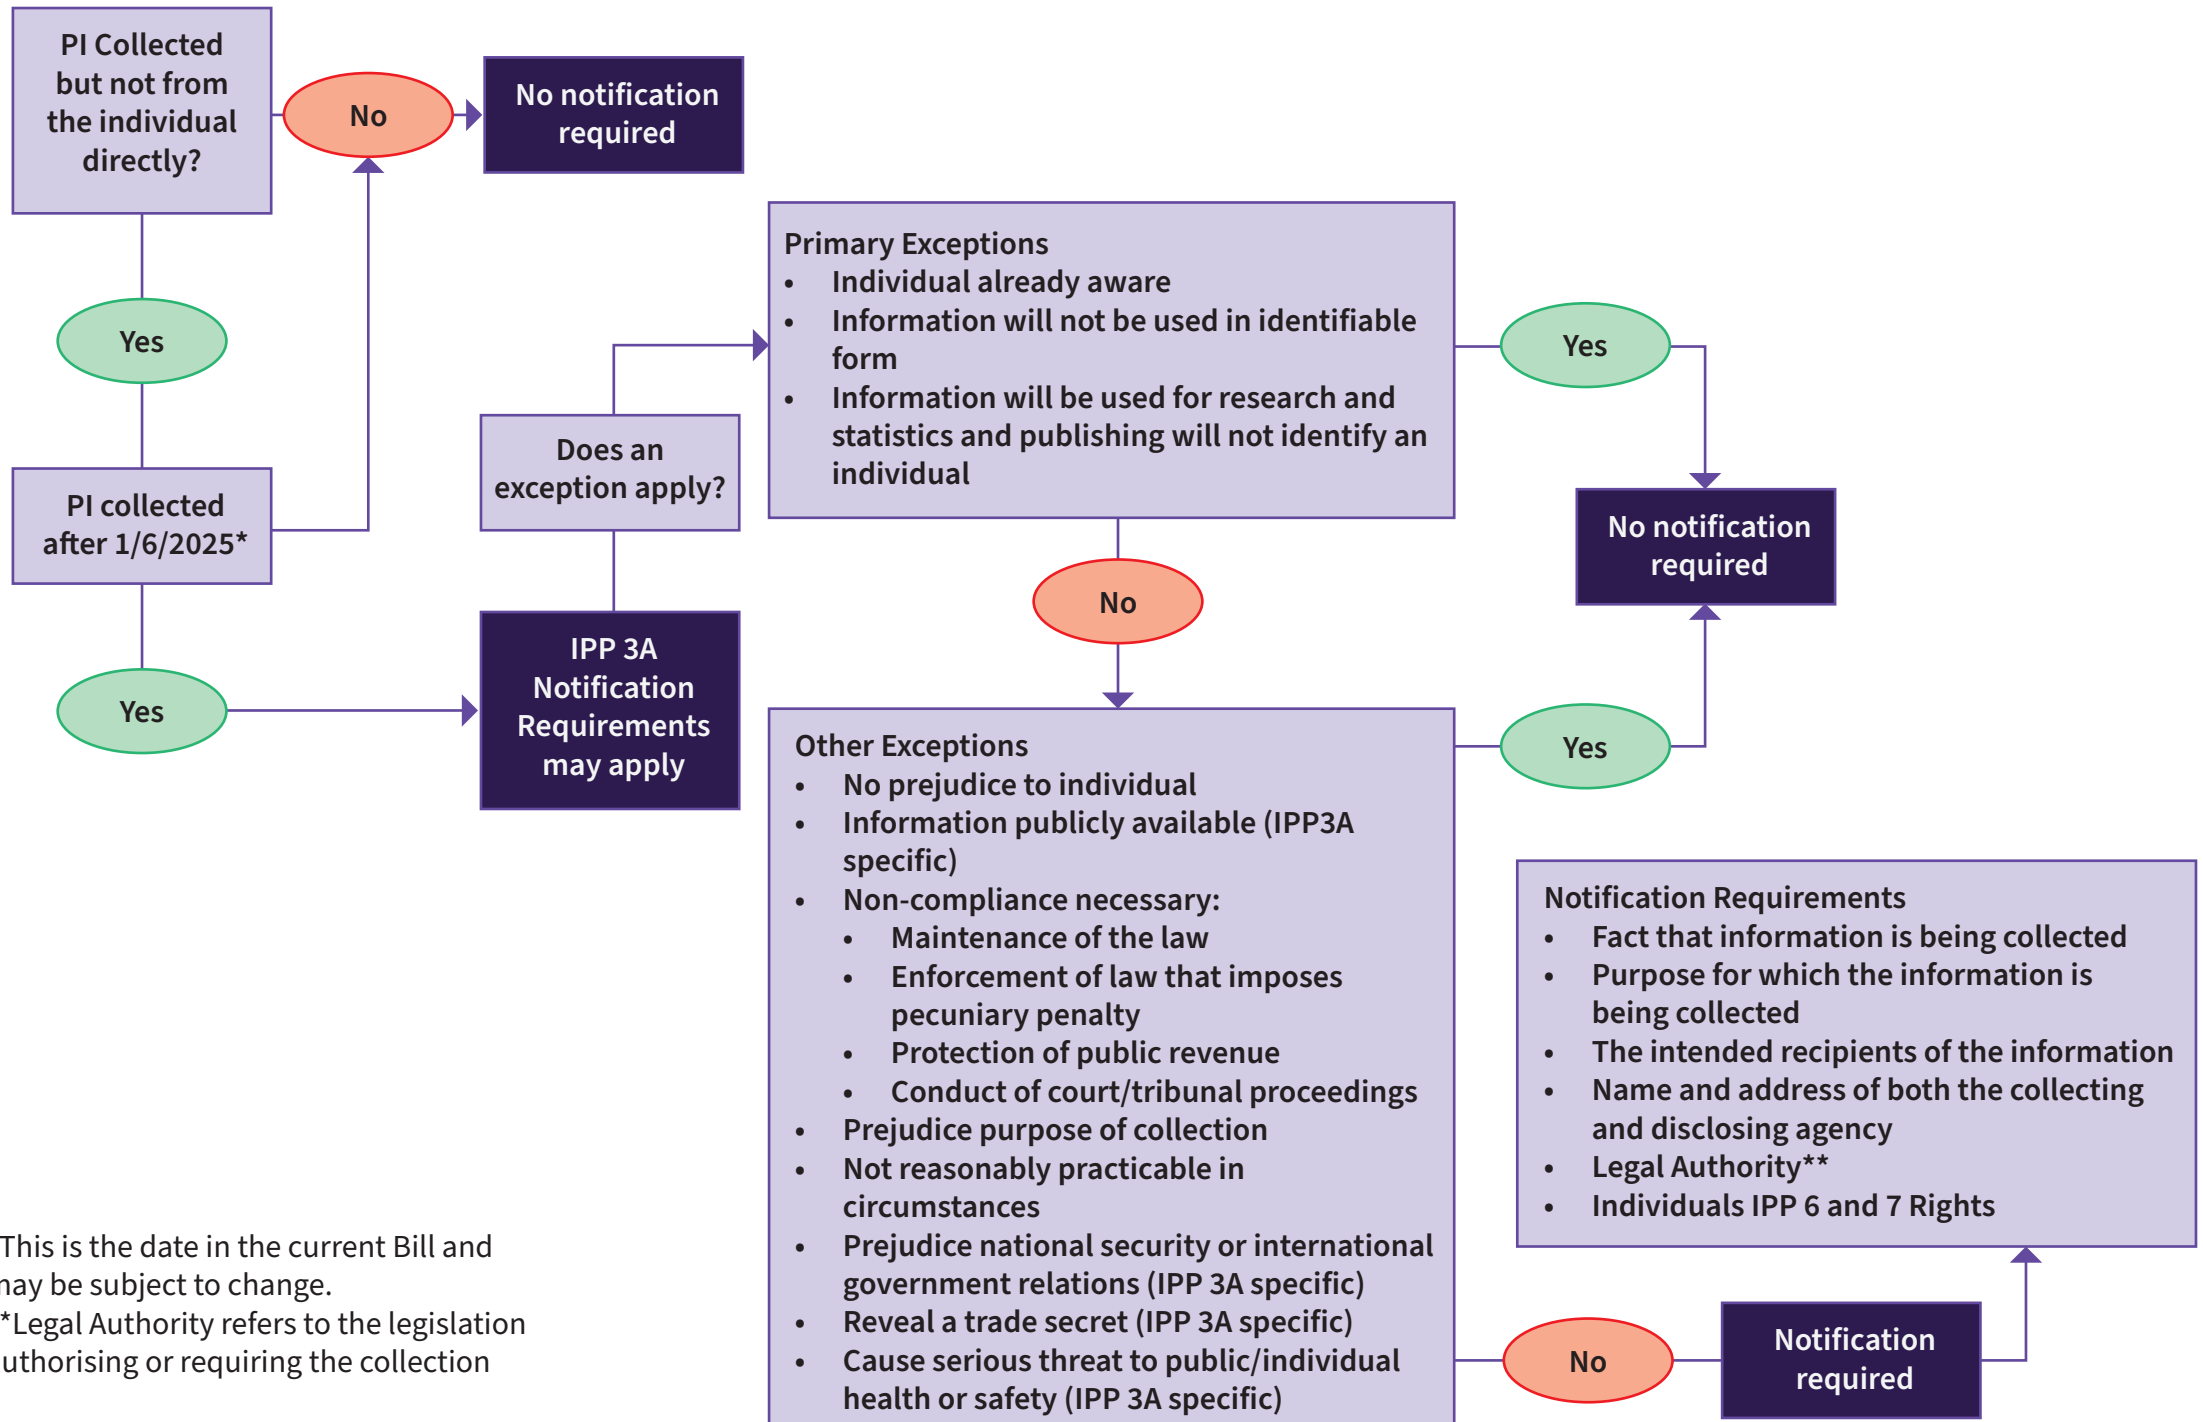 PI Collected
but not from
the individual
directly?
No
No notification
required
Yes
PI collected
after 1/6/2025*
Yes
IPP 3A
Notification
Requirements
may apply
Does an
exception apply?
Primary Exceptions
• Individual already aware
• Information will not be used in identifiable
form
• Information will be used for research and
statistics and publishing will not identify an
individual
Yes
No notification
required
No
Other Exceptions
• No prejudice to individual
• Information publicly available (IPP3A
specific)
• Non-compliance necessary:
• Maintenance of the law
• Enforcement of law that imposes
pecuniary penalty
• Protection of public revenue
• Conduct of court/tribunal proceedings
• Prejudice purpose of collection
• Not reasonably practicable in
circumstances
• Prejudice national security or international
government relations (IPP 3A specific)
• Reveal a trade secret (IPP 3A specific)
• Cause serious threat to public/individual
health or safety (IPP 3A specific)
Yes
No
Notification
required
Notification Requirements
• Fact that information is being collected
• Purpose for which the information is
being collected
• The intended recipients of the information
• Name and address of both the collecting
and disclosing agency
• Legal Authority**
• Individuals IPP 6 and 7 Rights
This is the date in the current Bill and
may be subject to change.
*Legal Authority refers to the legislation
uthorising or requiring the collection